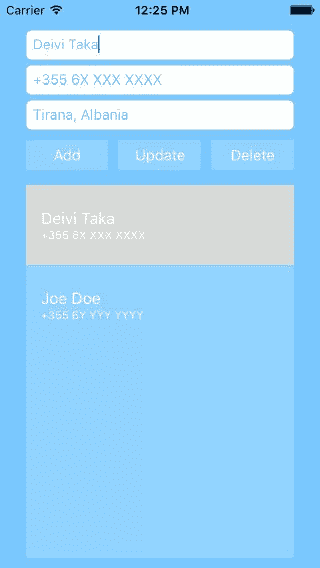 Carrier 12:25 PM
Deivi Taka
+355 6X XXX XXXX
Tirana, Albania
Add Update Delete
Deivi Taka
+355 6X XXX XXXX
Joe Doe
+355 6Y YYY YYYY